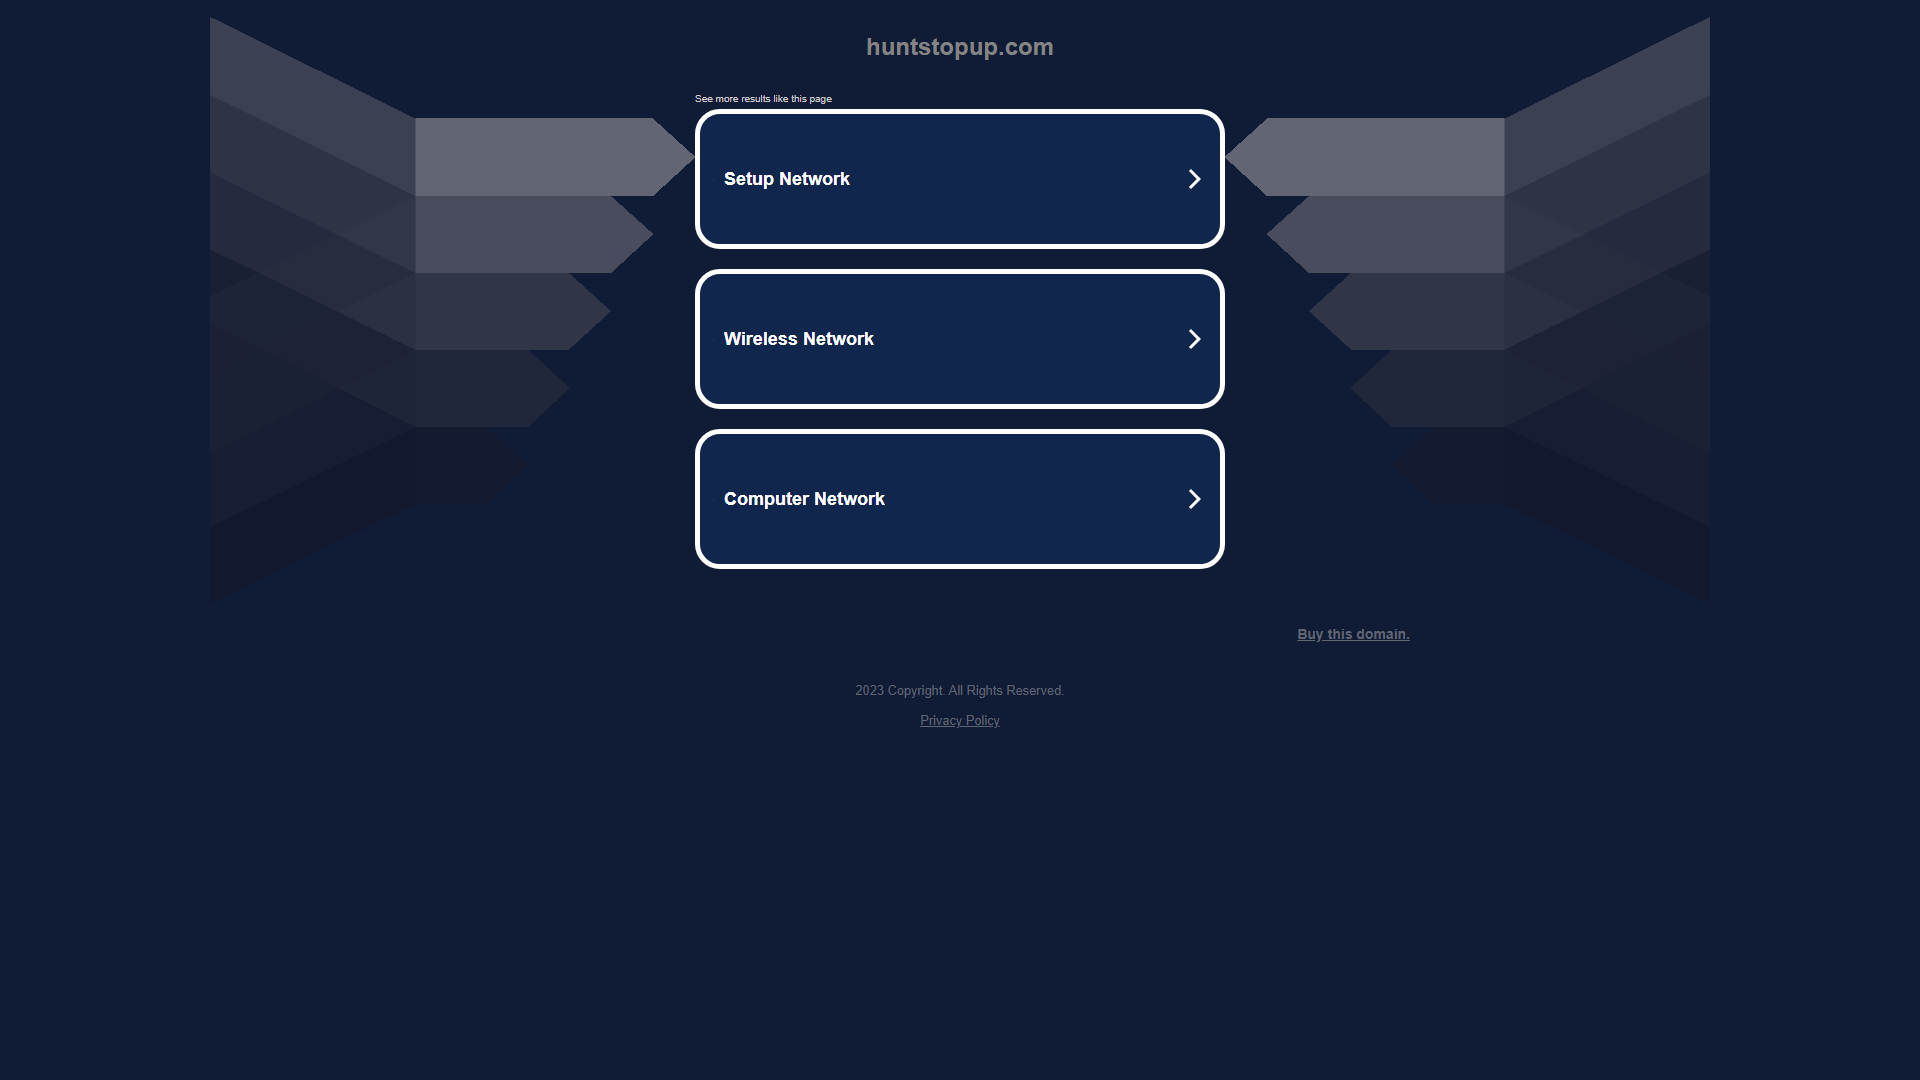 huntstopup.com
See more results like this page
Setup Network
Wireless Network
Computer Network
Buy this domain.
2023 Copyright. All Rights Reserved.
Privacy Policy